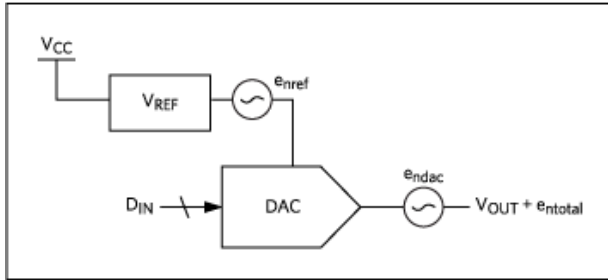 VCC
VREF
enref
DIN
DAC
endac
VOUT + entotal